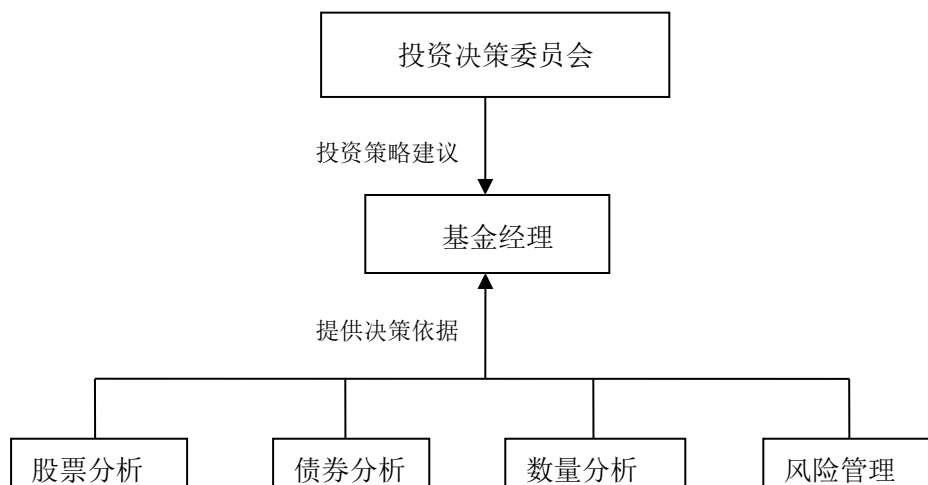 投资决策委员会
投资策略建议
基金经理
提供决策依据
股票分析
债券分析
数量分析
风险管理